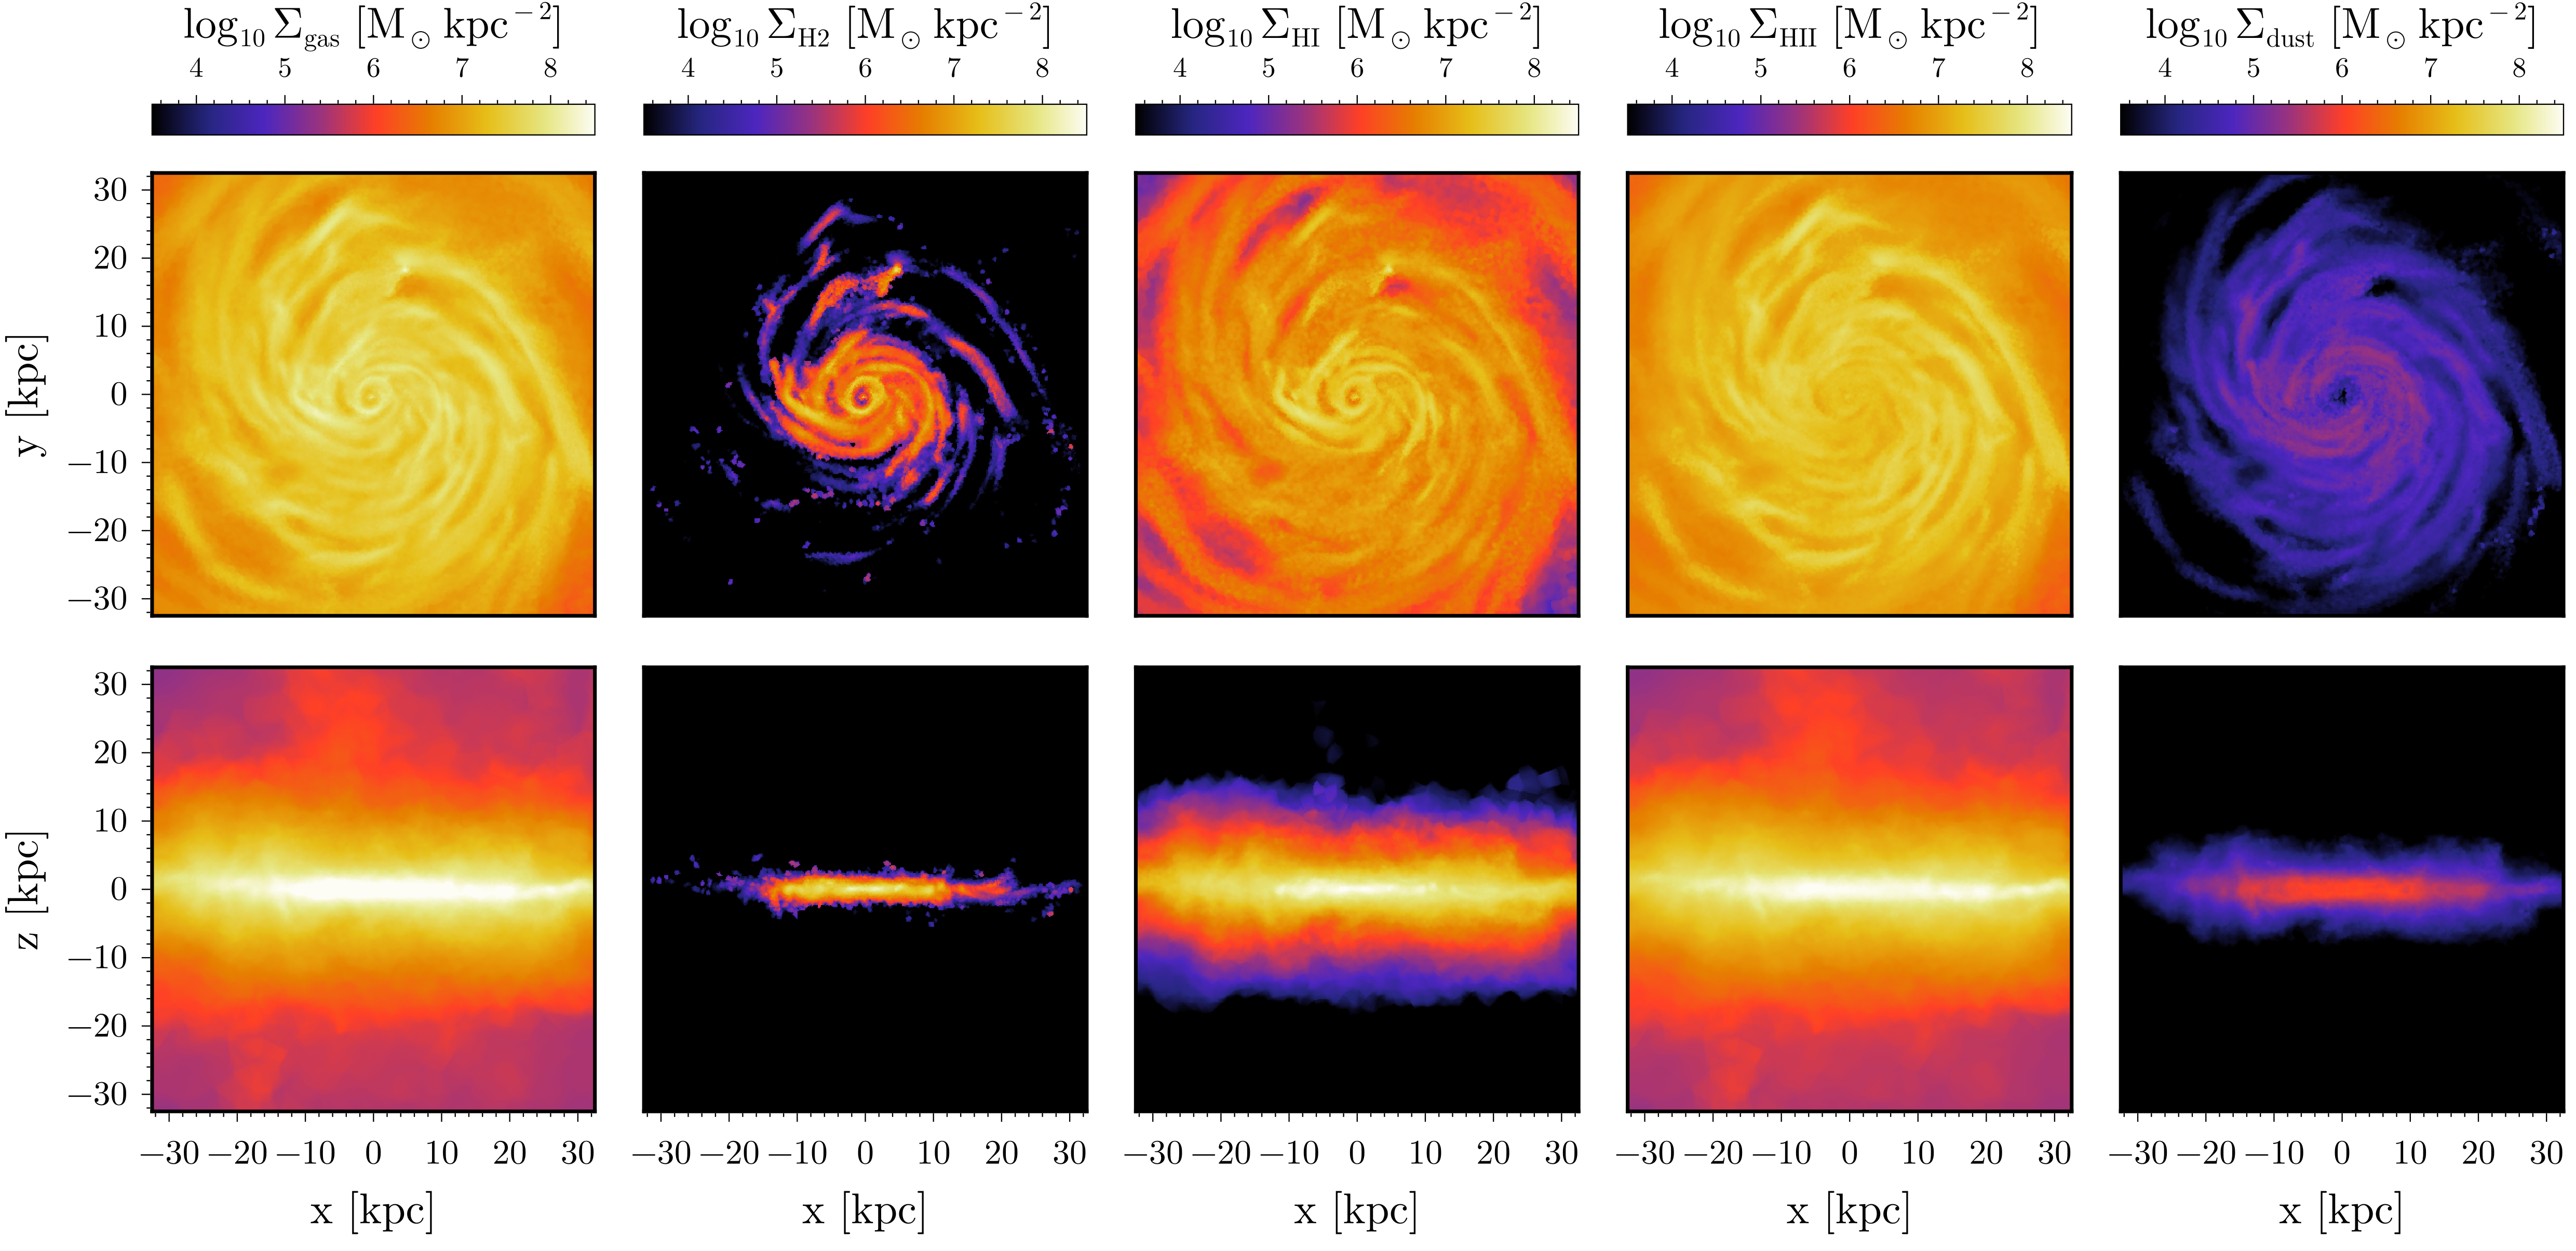 log₁₀ Σgas [M⊙ kpc⁻²] log₁₀ ΣH2 [M⊙ kpc⁻²] log₁₀ ΣHI [M⊙ kpc⁻²] log₁₀ ΣHII [M⊙ kpc⁻²] log₁₀ Σdust [M⊙ kpc⁻²]
4 5 6 7 8 4 5 6 7 8 4 5 6 7 8 4 5 6 7 8 4 5 6 7 8
30
20
10
0
−10
−20
−30
y [kpc]
30
20
10
0
−10
−20
−30
z [kpc]
−30 −20 −10 0 10 20 30 −30 −20 −10 0 10 20 30 −30 −20 −10 0 10 20 30 −30 −20 −10 0 10 20 30 −30 −20 −10 0 10 20 30
x [kpc] x [kpc] x [kpc] x [kpc] x [kpc]